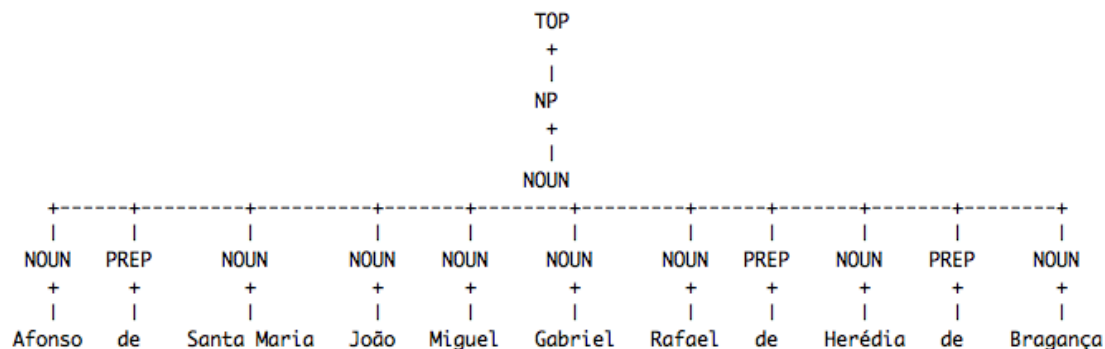 TOP
+
|
NP
+
|
NOUN
+------+---------+----------+-------+--------+---------+------+-------+-------+--------+
| | | | | | | | | | |
NOUN PREP NOUN NOUN NOUN NOUN NOUN PREP NOUN PREP NOUN
+ + + + + + + + + + +
| | | | | | | | | | |
Afonso de Santa Maria João Miguel Gabriel Rafael de Herédia de Bragança